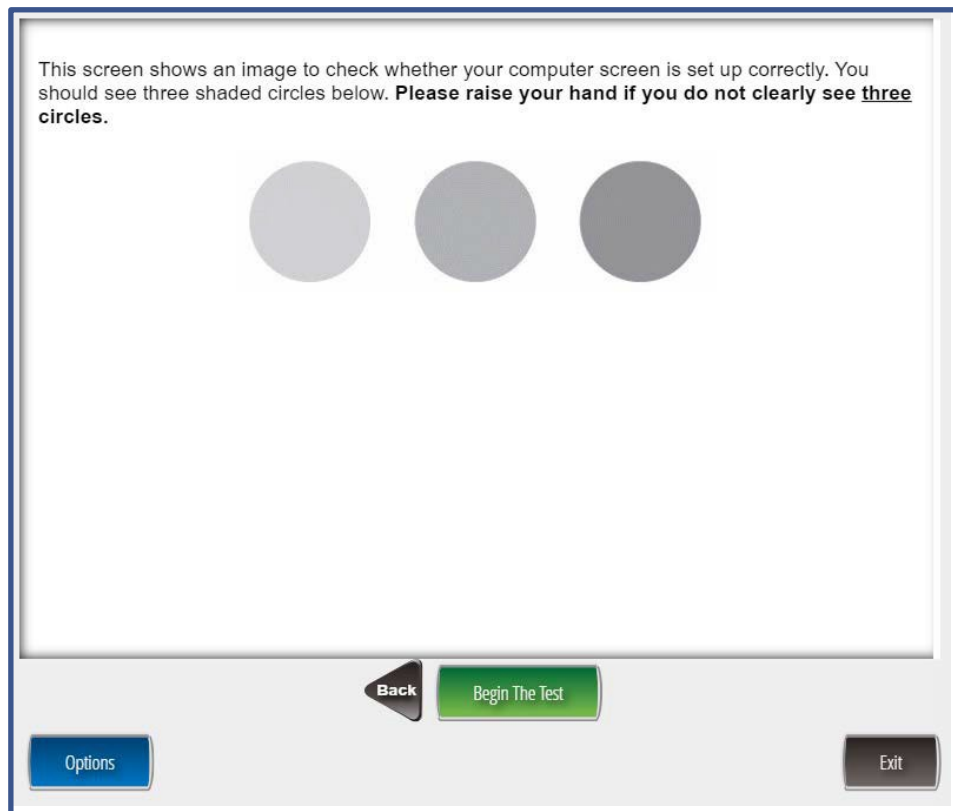 This screen shows an image to check whether your computer screen is set up correctly. You
should see three shaded circles below. Please raise your hand if you do not clearly see three
circles.
Back
Begin The Test
Options
Exit